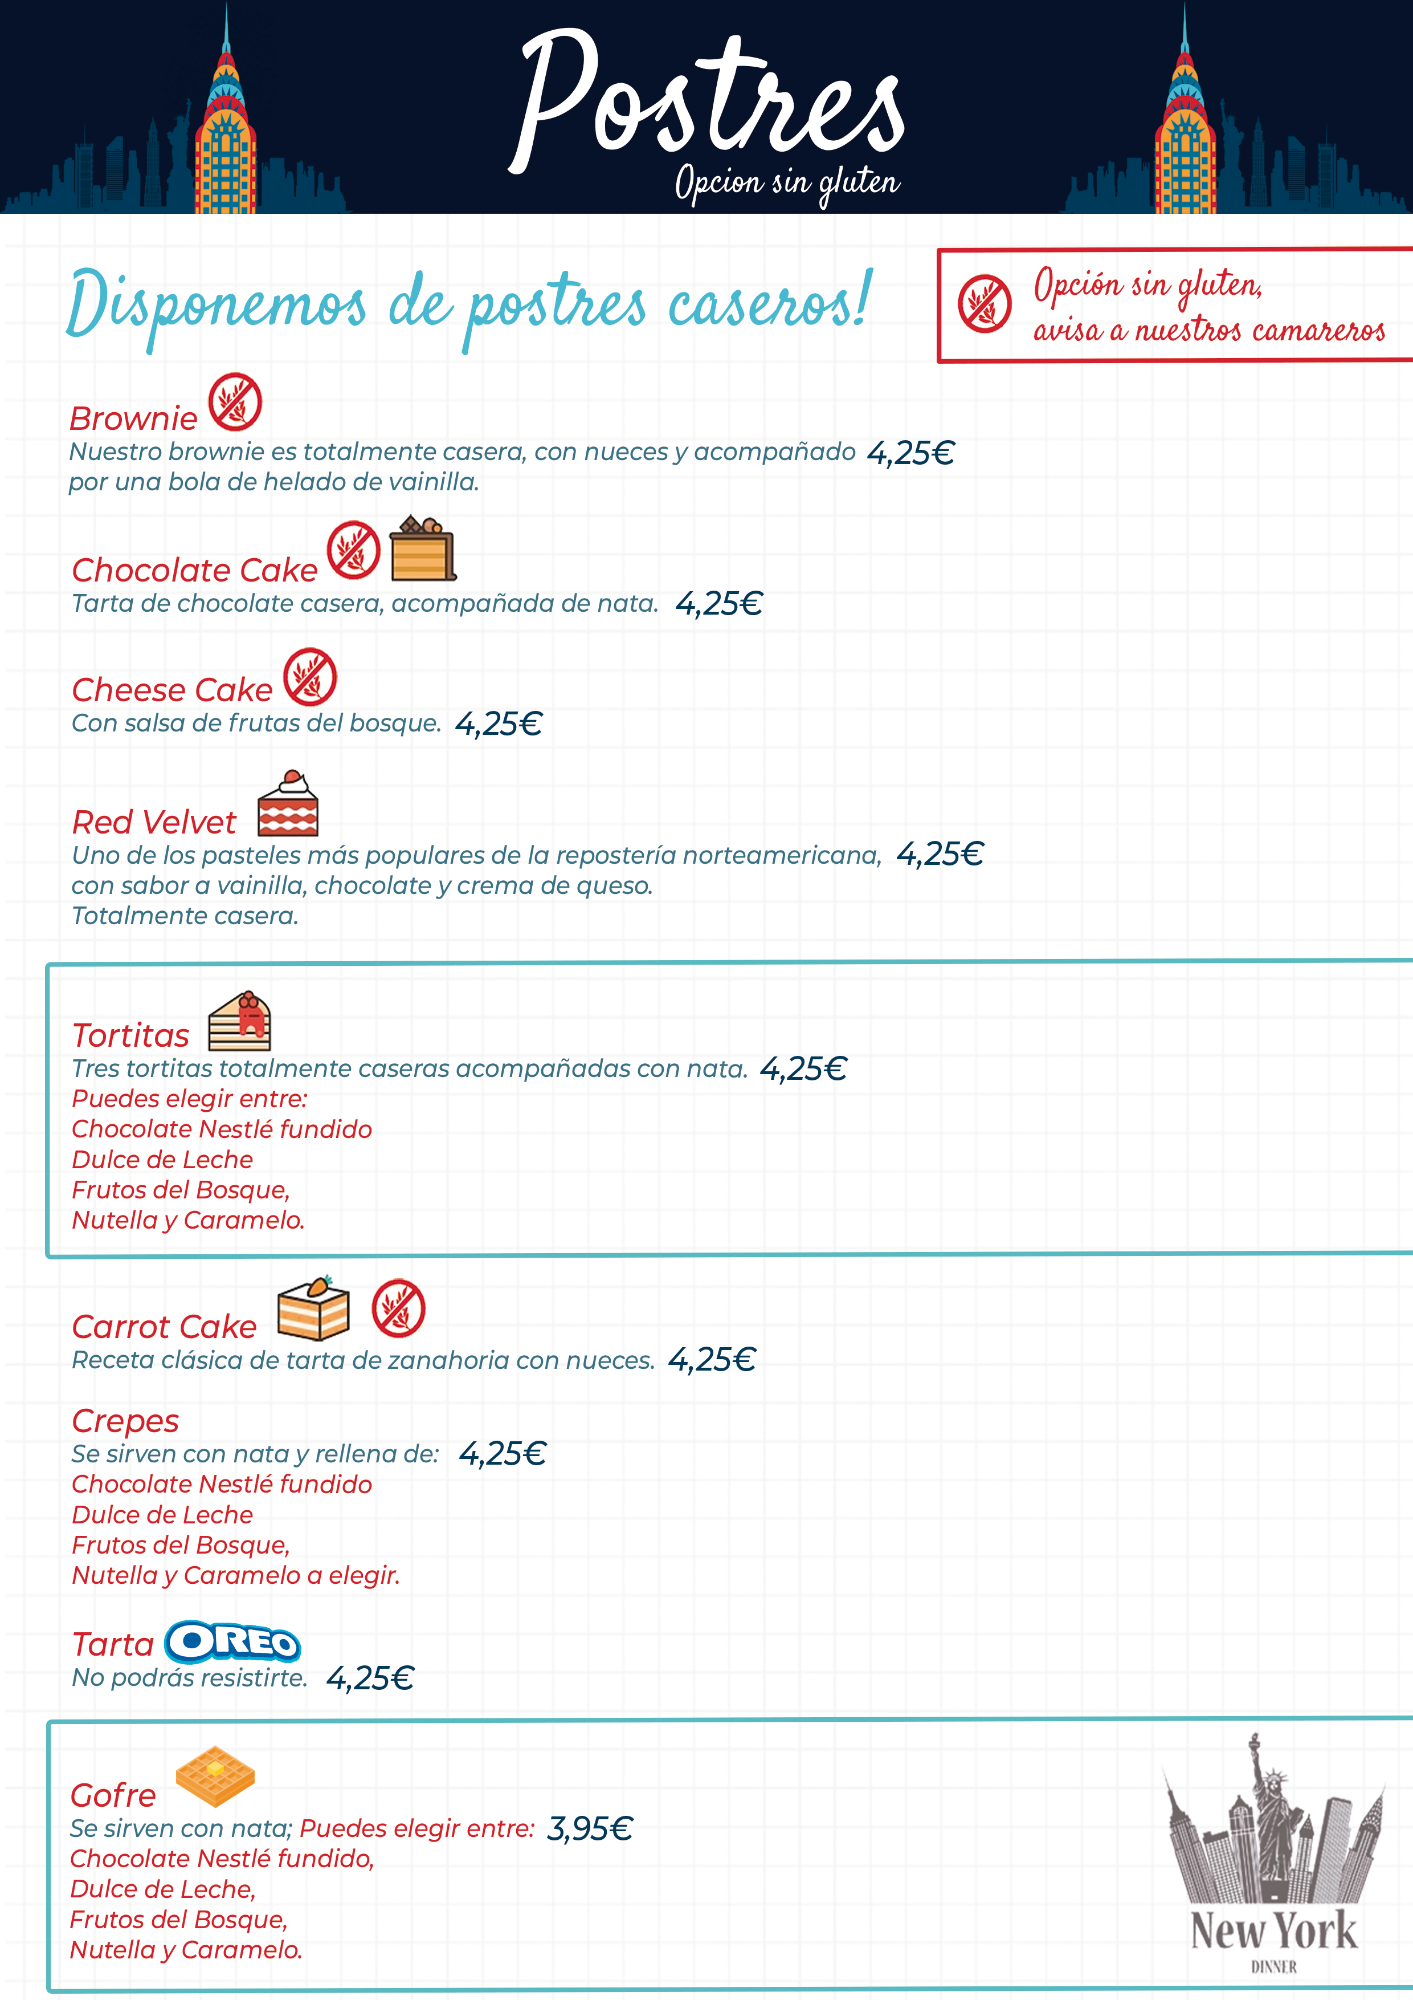 Postres
Opcion sin gluten
Disponemos de postres caseros!
Opción sin gluten,
avisa a nuestros camareros
Brownie
Nuestro brownie es totalmente casera, con nueces y acompañado 4,25€
por una bola de helado de vainilla.
Chocolate Cake
Tarta de chocolate casera, acompañada de nata. 4,25€
Cheese Cake
Con salsa de frutas del bosque. 4,25€
Red Velvet
Uno de los pasteles más populares de la repostería norteamericana, 4,25€
con sabor a vainilla, chocolate y crema de queso.
Totalmente casera.
Tortitas
Tres tortitas totalmente caseras acompañadas con nata. 4,25€
Puedes elegir entre:
Chocolate Nestlé fundido
Dulce de Leche
Frutos del Bosque,
Nutella y Caramelo.
Carrot Cake
Receta clásica de tarta de zanahoria con nueces. 4,25€
Crepes
Se sirven con nata y rellena de: 4,25€
Chocolate Nestlé fundido
Dulce de Leche
Frutos del Bosque,
Nutella y Caramelo a elegir.
Tarta OREO
No podrás resistirte. 4,25€
Gofre
Se sirven con nata; Puedes elegir entre: 3,95€
Chocolate Nestlé fundido,
Dulce de Leche,
Frutos del Bosque,
Nutella y Caramelo.
New York
DINNER